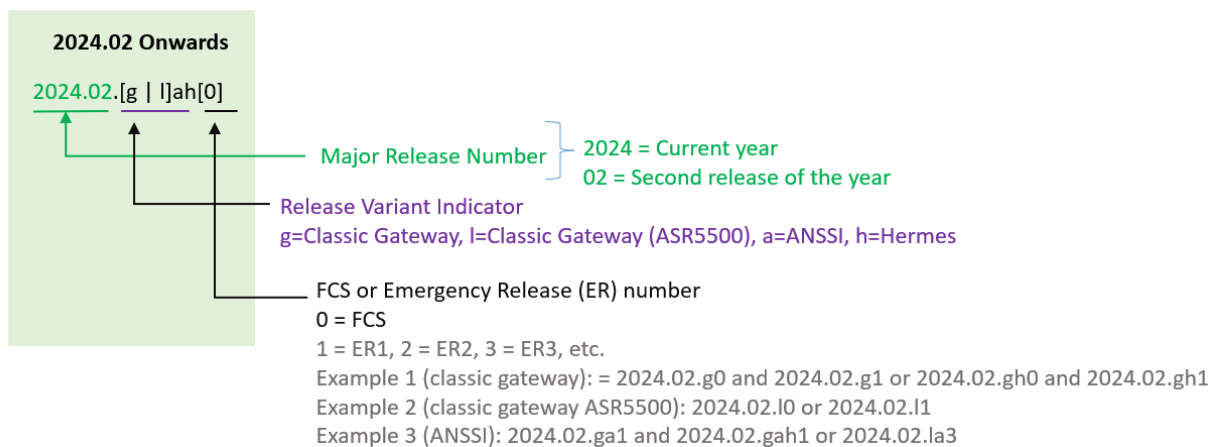 2024.02 Onwards
2024.02.[g | l]ah[0]
Major Release Number
2024 = Current year
02 = Second release of the year
Release Variant Indicator
g=Classic Gateway, l=Classic Gateway (ASR5500), a=ANSSI, h=Hermes
FCS or Emergency Release (ER) number
0 = FCS
1 = ER1, 2 = ER2, 3 = ER3, etc.
Example 1 (classic gateway): = 2024.02.g0 and 2024.02.g1 or 2024.02.gh0 and 2024.02.gh1
Example 2 (classic gateway ASR5500): 2024.02.l0 or 2024.02.l1
Example 3 (ANSSI): 2024.02.ga1 and 2024.02.gah1 or 2024.02.la3